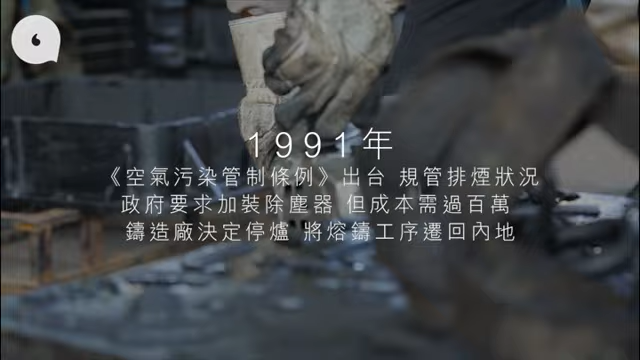 1991年
《空氣污染管制條例》出台 規管排煙狀況
政府要求加裝除塵器 但成本需過百萬
鑄造廠決定停爐 將熔鑄工序遷回內地